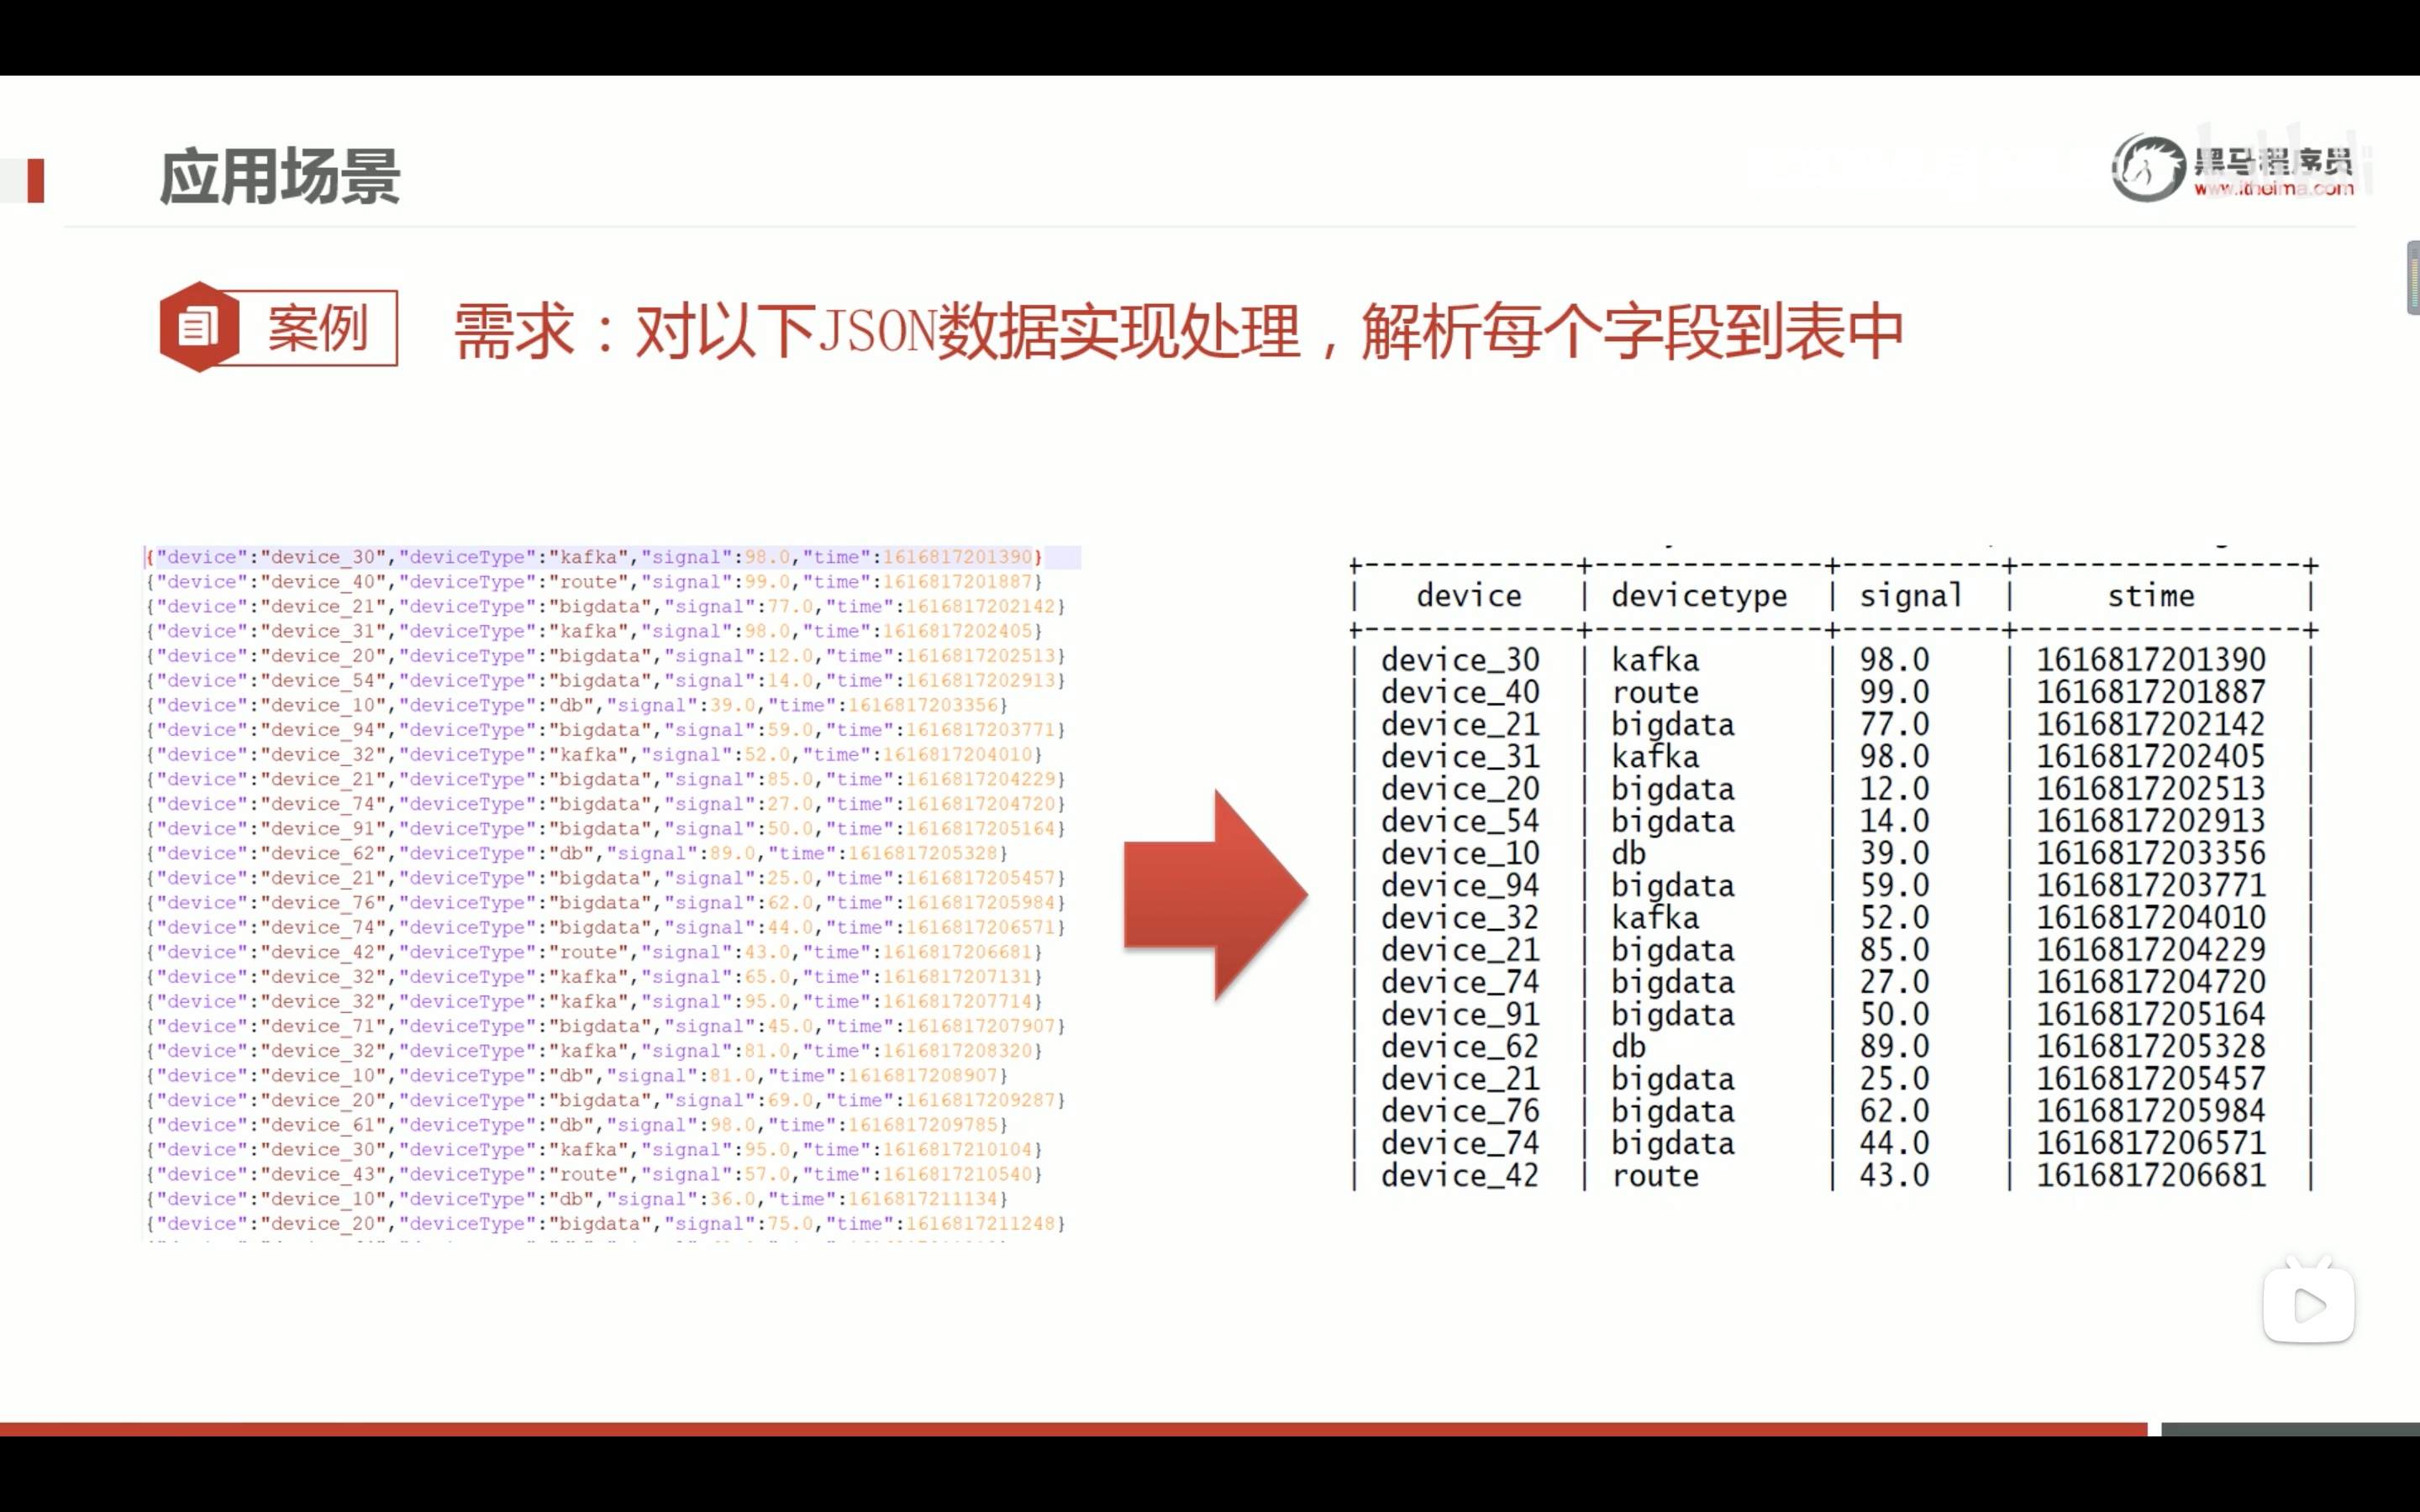 应用场景
黑马程序员
www.itheima.com
案例
需求：对以下JSON数据实现处理，解析每个字段到表中
{"device":"device_30","deviceType":"kafka","signal":98.0,"time":1616817201390}
{"device":"device_40","deviceType":"route","signal":99.0,"time":1616817201887}
{"device":"device_21","deviceType":"bigdata","signal":77.0,"time":1616817202142}
{"device":"device_31","deviceType":"kafka","signal":98.0,"time":1616817202405}
{"device":"device_20","deviceType":"bigdata","signal":12.0,"time":1616817202513}
{"device":"device_54","deviceType":"bigdata","signal":14.0,"time":1616817202913}
{"device":"device_10","deviceType":"db","signal":39.0,"time":1616817203356}
{"device":"device_94","deviceType":"bigdata","signal":59.0,"time":1616817203771}
{"device":"device_32","deviceType":"kafka","signal":52.0,"time":1616817204010}
{"device":"device_21","deviceType":"bigdata","signal":85.0,"time":1616817204229}
{"device":"device_74","deviceType":"bigdata","signal":27.0,"time":1616817204720}
{"device":"device_91","deviceType":"bigdata","signal":50.0,"time":1616817205164}
{"device":"device_62","deviceType":"db","signal":89.0,"time":1616817205328}
{"device":"device_21","deviceType":"bigdata","signal":25.0,"time":1616817205457}
{"device":"device_76","deviceType":"bigdata","signal":62.0,"time":1616817205984}
{"device":"device_74","deviceType":"bigdata","signal":44.0,"time":1616817206571}
{"device":"device_42","deviceType":"route","signal":43.0,"time":1616817206681}
{"device":"device_32","deviceType":"kafka","signal":65.0,"time":1616817207131}
{"device":"device_32","deviceType":"kafka","signal":95.0,"time":1616817207714}
{"device":"device_71","deviceType":"bigdata","signal":45.0,"time":1616817207907}
{"device":"device_32","deviceType":"kafka","signal":81.0,"time":1616817208320}
{"device":"device_10","deviceType":"db","signal":81.0,"time":1616817208907}
{"device":"device_20","deviceType":"bigdata","signal":69.0,"time":1616817209287}
{"device":"device_61","deviceType":"db","signal":98.0,"time":1616817209785}
{"device":"device_30","deviceType":"kafka","signal":95.0,"time":1616817210104}
{"device":"device_43","deviceType":"route","signal":57.0,"time":1616817210540}
{"device":"device_10","deviceType":"db","signal":36.0,"time":1616817211134}
{"device":"device_20","deviceType":"bigdata","signal":75.0,"time":1616817211248}
| device | devicetype | signal | stime |
| device_30 | kafka | 98.0 | 1616817201390 |
| device_40 | route | 99.0 | 1616817201887 |
| device_21 | bigdata | 77.0 | 1616817202142 |
| device_31 | kafka | 98.0 | 1616817202405 |
| device_20 | bigdata | 12.0 | 1616817202513 |
| device_54 | bigdata | 14.0 | 1616817202913 |
| device_10 | db | 39.0 | 1616817203356 |
| device_94 | bigdata | 59.0 | 1616817203771 |
| device_32 | kafka | 52.0 | 1616817204010 |
| device_21 | bigdata | 85.0 | 1616817204229 |
| device_74 | bigdata | 27.0 | 1616817204720 |
| device_91 | bigdata | 50.0 | 1616817205164 |
| device_62 | db | 89.0 | 1616817205328 |
| device_21 | bigdata | 25.0 | 1616817205457 |
| device_76 | bigdata | 62.0 | 1616817205984 |
| device_74 | bigdata | 44.0 | 1616817206571 |
| device_42 | route | 43.0 | 1616817206681 |